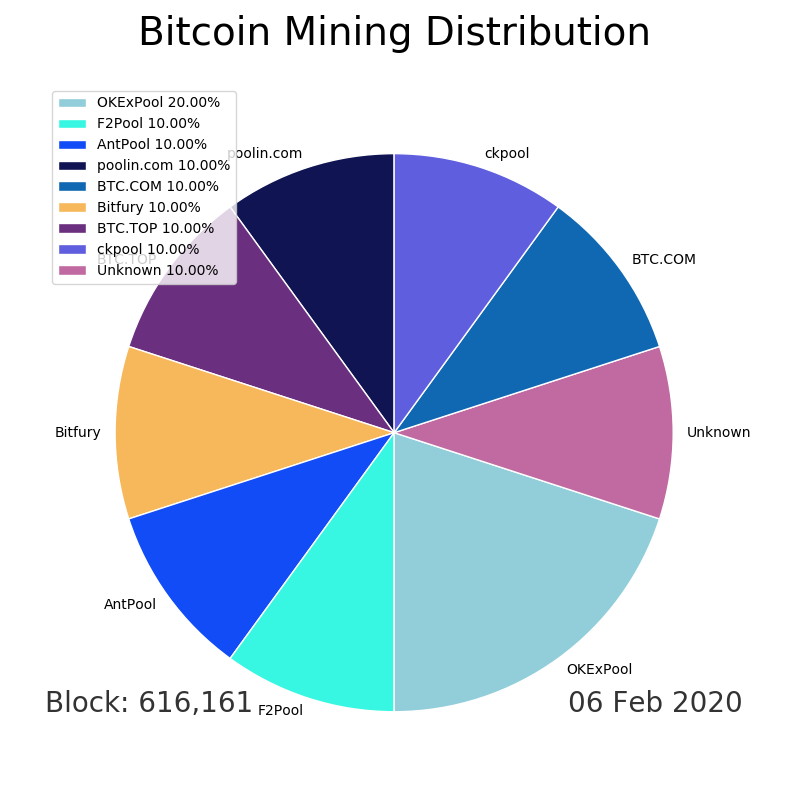 Bitcoin Mining Distribution
OKExPool 20.00%
F2Pool 10.00%
AntPool 10.00%
poolin.com 10.00%
BTC.COM 10.00%
Bitfury 10.00%
BTC.TOP 10.00%
ckpool 10.00%
Unknown 10.00%
poolin.com
ckpool
BTC.TOP
BTC.COM
Bitfury
Unknown
AntPool
OKExPool
F2Pool
Block: 616,161
06 Feb 2020